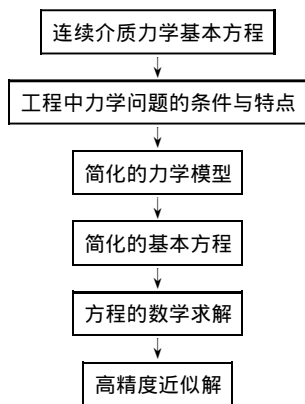 连续介质力学基本方程
工程中力学问题的条件与特点
简化的力学模型
简化的基本方程
方程的数学求解
高精度近似解